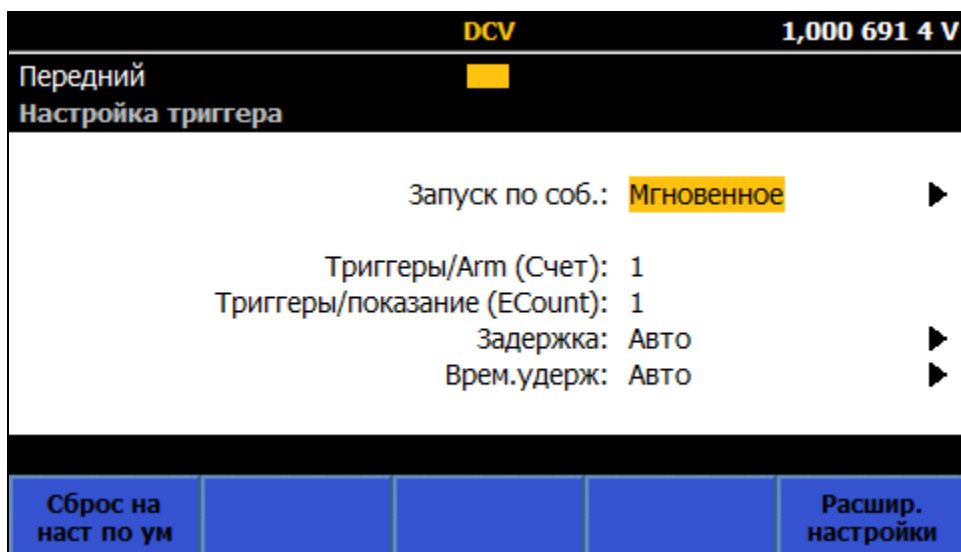 DCV 1,000 691 4 V
Передний
Настройка триггера
Запуск по соб.: Мгновенное
Триггеры/Arm (Счет): 1
Триггеры/показание (ECount): 1
Задержка: Авто
Врем.удерж: Авто
Сброс на наст по ум
Расшир. настройки